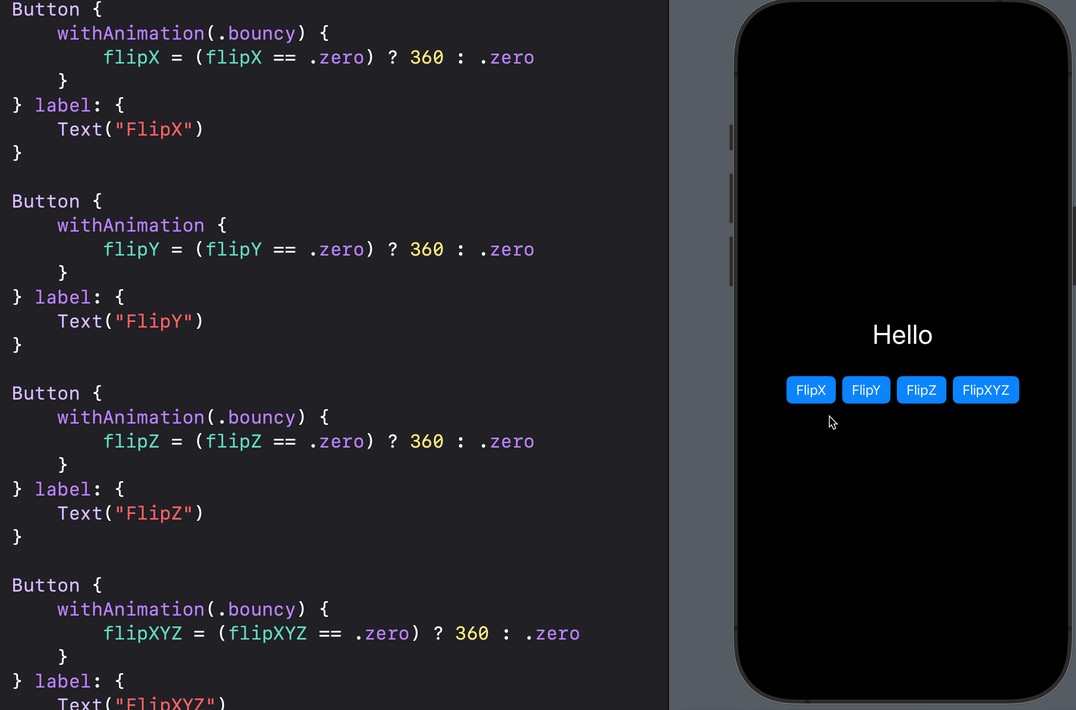 Button {
    withAnimation(.bouncy) {
        flipX = (flipX == .zero) ? 360 : .zero
    }
} label: {
    Text("FlipX")
}
Button {
    withAnimation {
        flipY = (flipY == .zero) ? 360 : .zero
    }
} label: {
    Text("FlipY")
}
Button {
    withAnimation(.bouncy) {
        flipZ = (flipZ == .zero) ? 360 : .zero
    }
} label: {
    Text("FlipZ")
}
Button {
    withAnimation(.bouncy) {
        flipXYZ = (flipXYZ == .zero) ? 360 : .zero
    }
} label: {
    Text("FlipXYZ")
Hello
FlipX FlipY FlipZ FlipXYZ